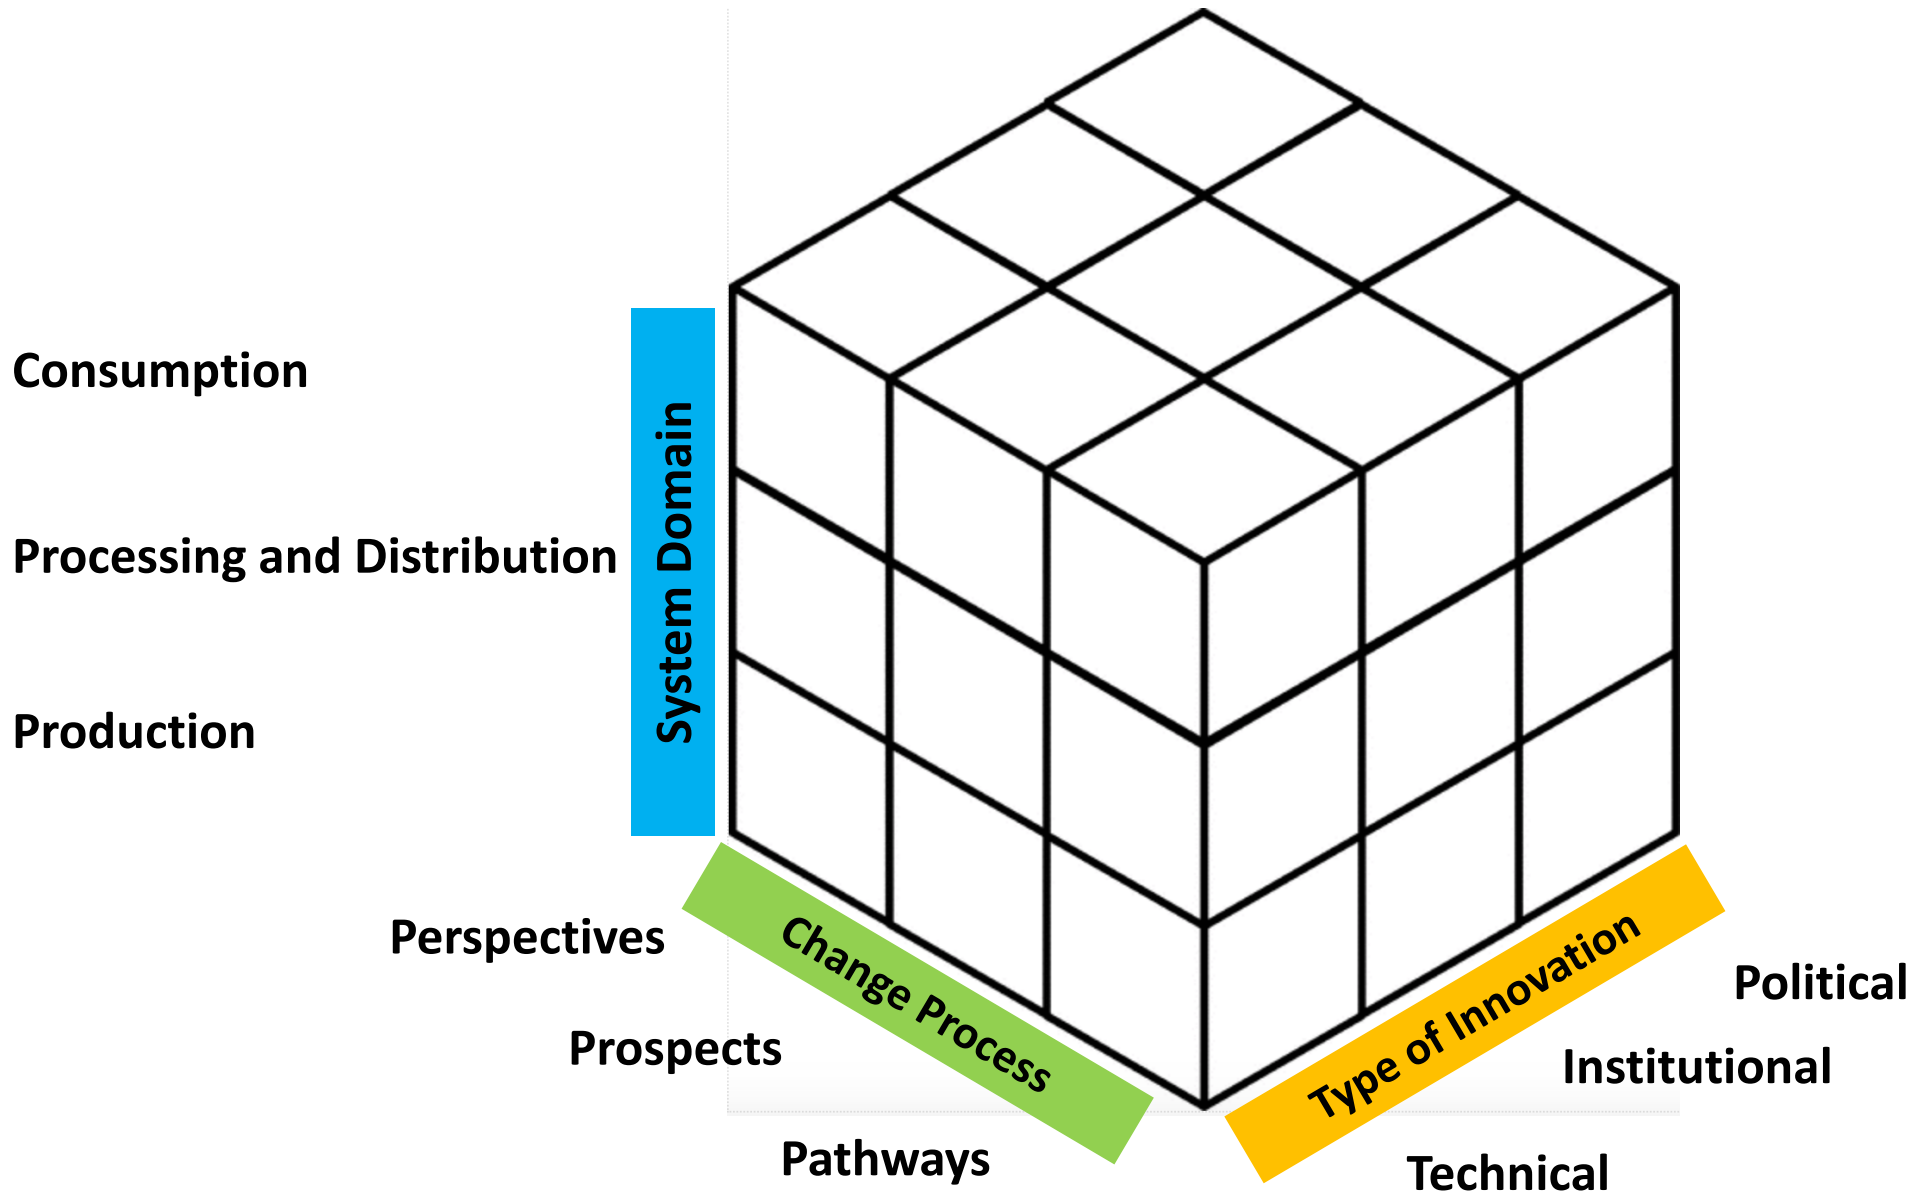 Consumption
Processing and Distribution
Production
System Domain
Perspectives
Prospects
Pathways
Change Process
Type of Innovation
Political
Institutional
Technical